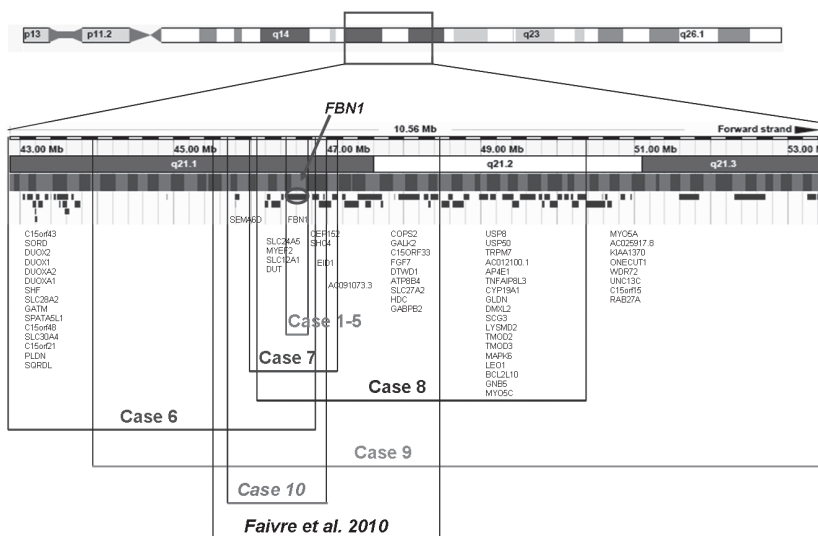 p13 p11.2 q14 q23 q26.1
FBN1
10.56 Mb Forward strand
43.00 Mb 45.00 Mb 47.00 Mb 49.00 Mb 51.00 Mb 53.00 Mb
q21.1 q21.2 q21.3
SEMA6D FBN1
SLC24A5
MYEF2
SLC12A1
DUT
CEP152
SHC4
EID1
AC091073.3
C15orf43
SORD
DUOX2
DUOX1
DUOXA2
DUOXA1
SHF
SLC28A2
GATM
SPATA5L1
C15orf48
SLC30A4
C15orf21
PLDN
SQRDL
COPS2
GALK2
C15ORF33
FGF7
DTWD1
ATP8B4
SLC27A2
HDC
GABPB2
USP8
USP50
TRPM7
AC012100.1
AP4E1
TNFAIP8L3
CYP19A1
GLDN
DMXL2
SCG3
LYSMD2
TMOD2
TMOD3
MAPK6
LEO1
BCL2L10
GNB5
MYO5C
MYO5A
AC025917.8
KIAA1370
ONECUT1
WDR72
UNC13C
C15orf15
RAB27A
Case 1-5
Case 7
Case 8
Case 6
Case 9
Case 10
Faivre et al. 2010